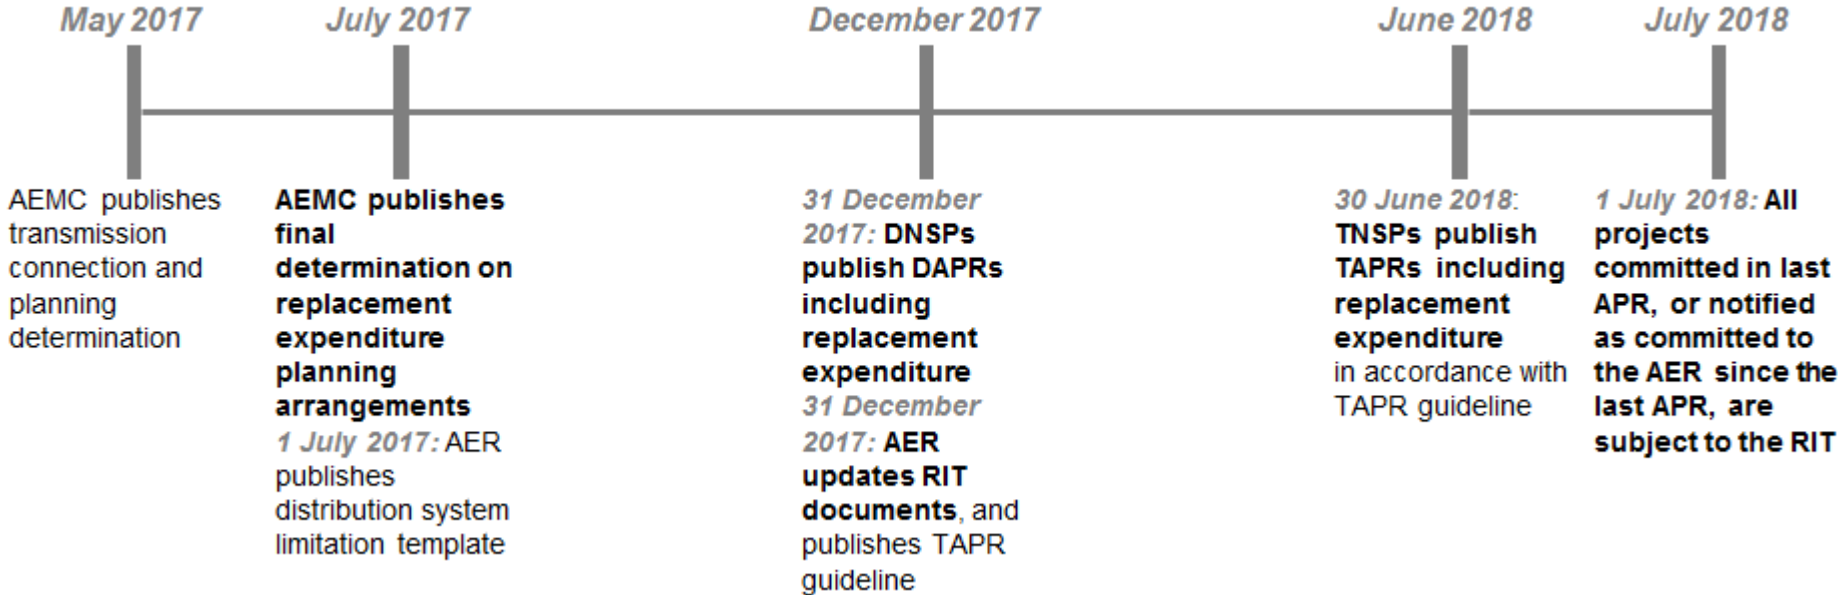 May 2017
July 2017
December 2017
June 2018
July 2018
AEMC publishes
transmission
connection and
planning
determination
AEMC publishes
final
determination on
replacement
expenditure
planning
arrangements
1 July 2017: AER
publishes
distribution system
limitation template
31 December
2017: DNSPs
publish DAPRs
including
replacement
expenditure
31 December
2017: AER
updates RIT
documents, and
publishes TAPR
guideline
30 June 2018:
TNSPs publish
TAPRs including
replacement
expenditure
in accordance with
TAPR guideline
1 July 2018: All
projects
committed in last
APR, or notified
as committed to
the AER since the
last APR, are
subject to the RIT